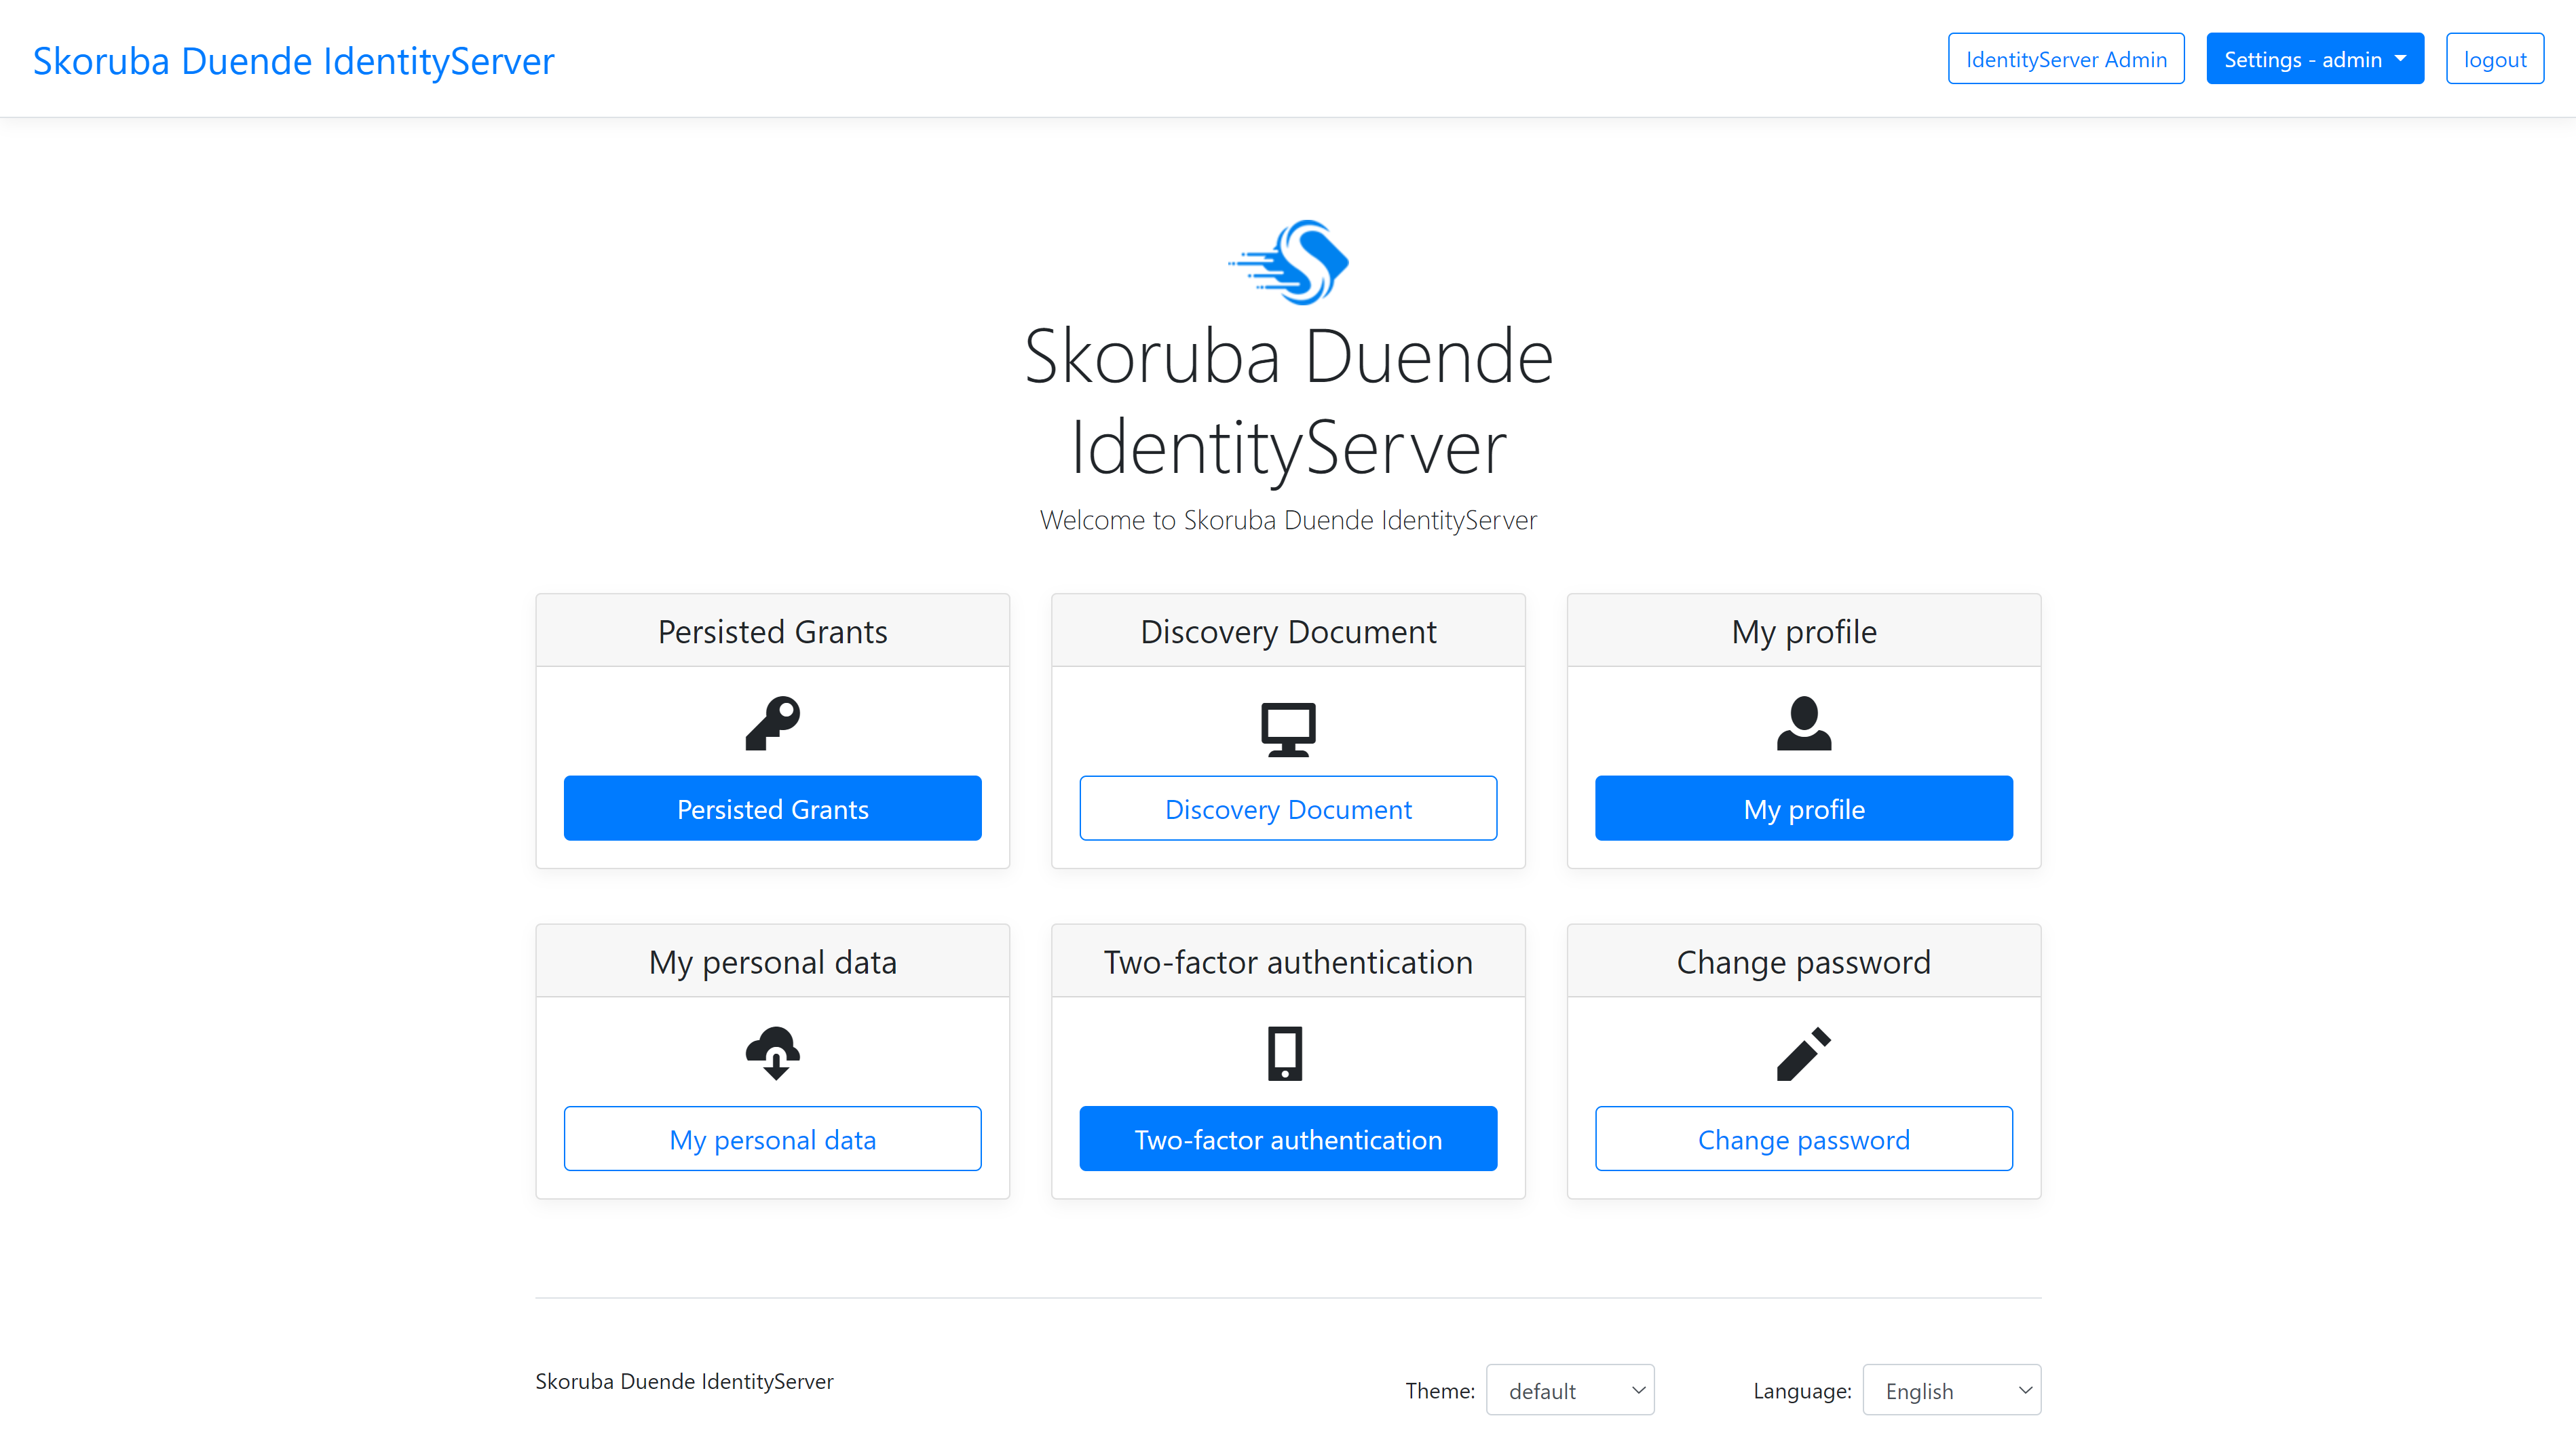 Skoruba Duende IdentityServer
IdentityServer Admin
Settings - admin
logout
Skoruba Duende
IdentityServer
Welcome to Skoruba Duende IdentityServer
Persisted Grants
Persisted Grants
Discovery Document
Discovery Document
My profile
My profile
My personal data
My personal data
Two-factor authentication
Two-factor authentication
Change password
Change password
Skoruba Duende IdentityServer
Theme: default
Language: English